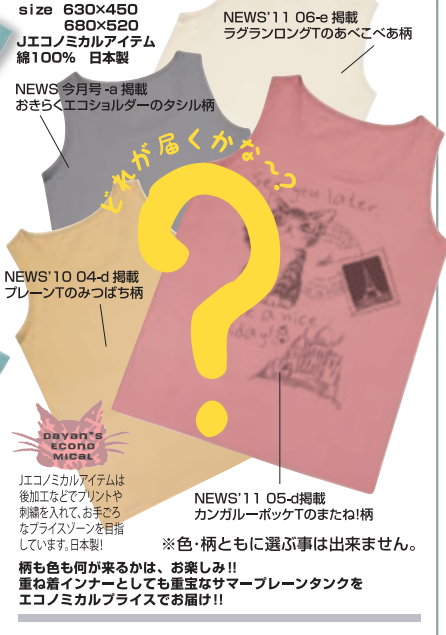 size 630×450
680×520
Jエコノミカルアイテム
綿100% 日本製
NEWS'11 06-e 掲載
ラグランロングTのあべこべあ柄
NEWS 今月号 -a 掲載
おきらくエコショルダーのタシル柄
どれが届くかな〜?
See you later
?
NEWS'10 04-d 掲載
プレーンTのみつばち柄
a nice
day!
DAYAN'S
ECONO
MICAL
Jエコノミカルアイテムは
後加工などでプリントや
刺繍を入れて、お手ごろ
なプライスゾーンを目指
しています。日本製!
NEWS'11 05-d掲載
カンガルーポッケTのまたね!柄
※色・柄ともに選ぶ事は出来ません。
柄も色も何が来るかは、お楽しみ!!
重ね着インナーとしても重宝なサマープレーンタンクを
エコノミカルプライスでお届け!!